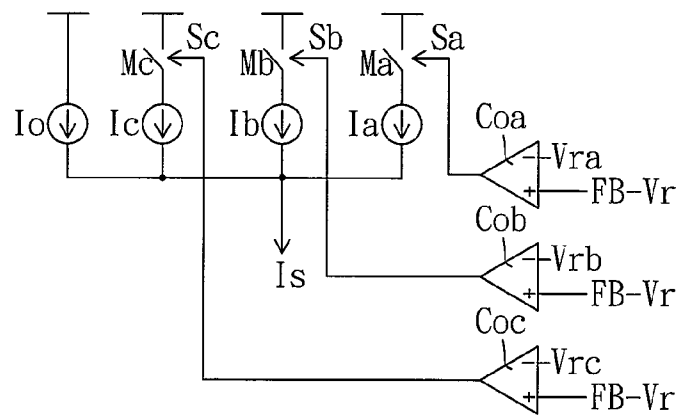 Sc Sb Sa
Mc Mb Ma
Io Ic Ib Ia
Coa
Vra
FB-Vr
Cob
Is
Vrb
FB-Vr
Coc
Vrc
FB-Vr